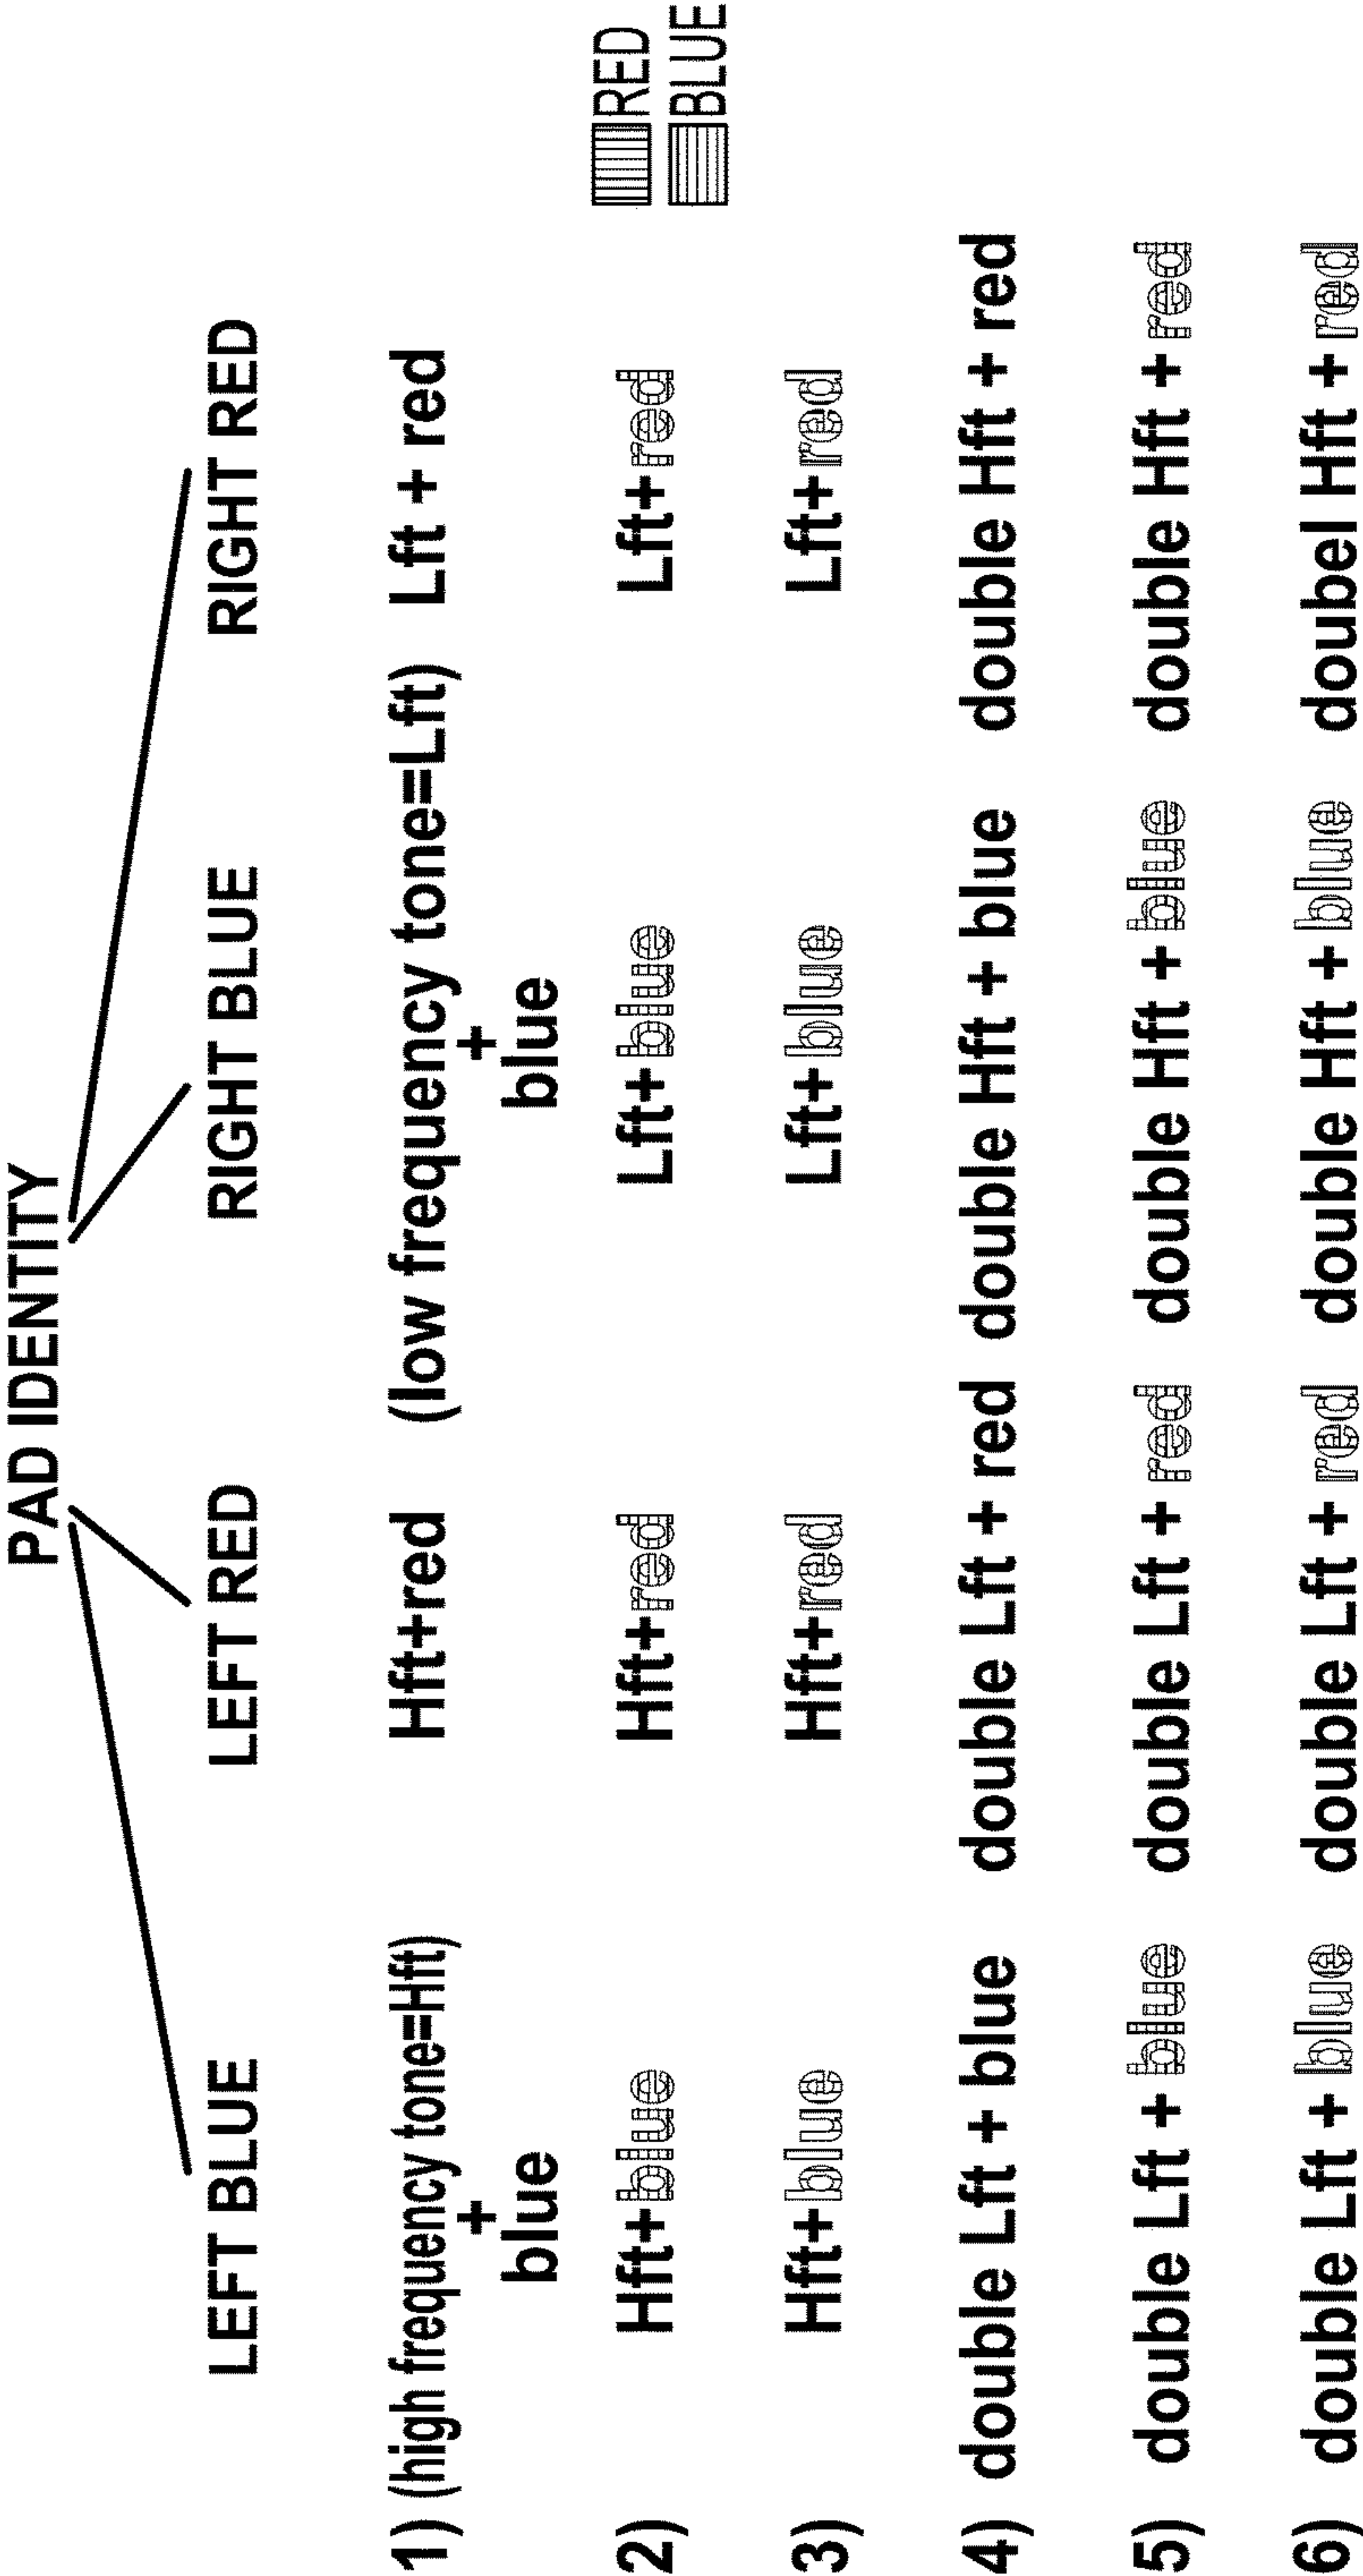 PAD IDENTITY
LEFT BLUE LEFT RED RIGHT BLUE RIGHT RED
1) (high frequency tone=Hft) Hft+red (low frequency tone=Lft) Lft + red
+ +
blue blue
RED
BLUE
2) Hft+blue Hft+red Lft+blue Lft+red
3) Hft+blue Hft+red Lft+blue Lft+red
4) double Lft + blue double Lft + red double Hft + blue double Hft + red
5) double Lft + blue double Lft + red double Hft + blue double Hft + red
6) double Lft + blue double Lft + red double Hft + blue doubel Hft + red